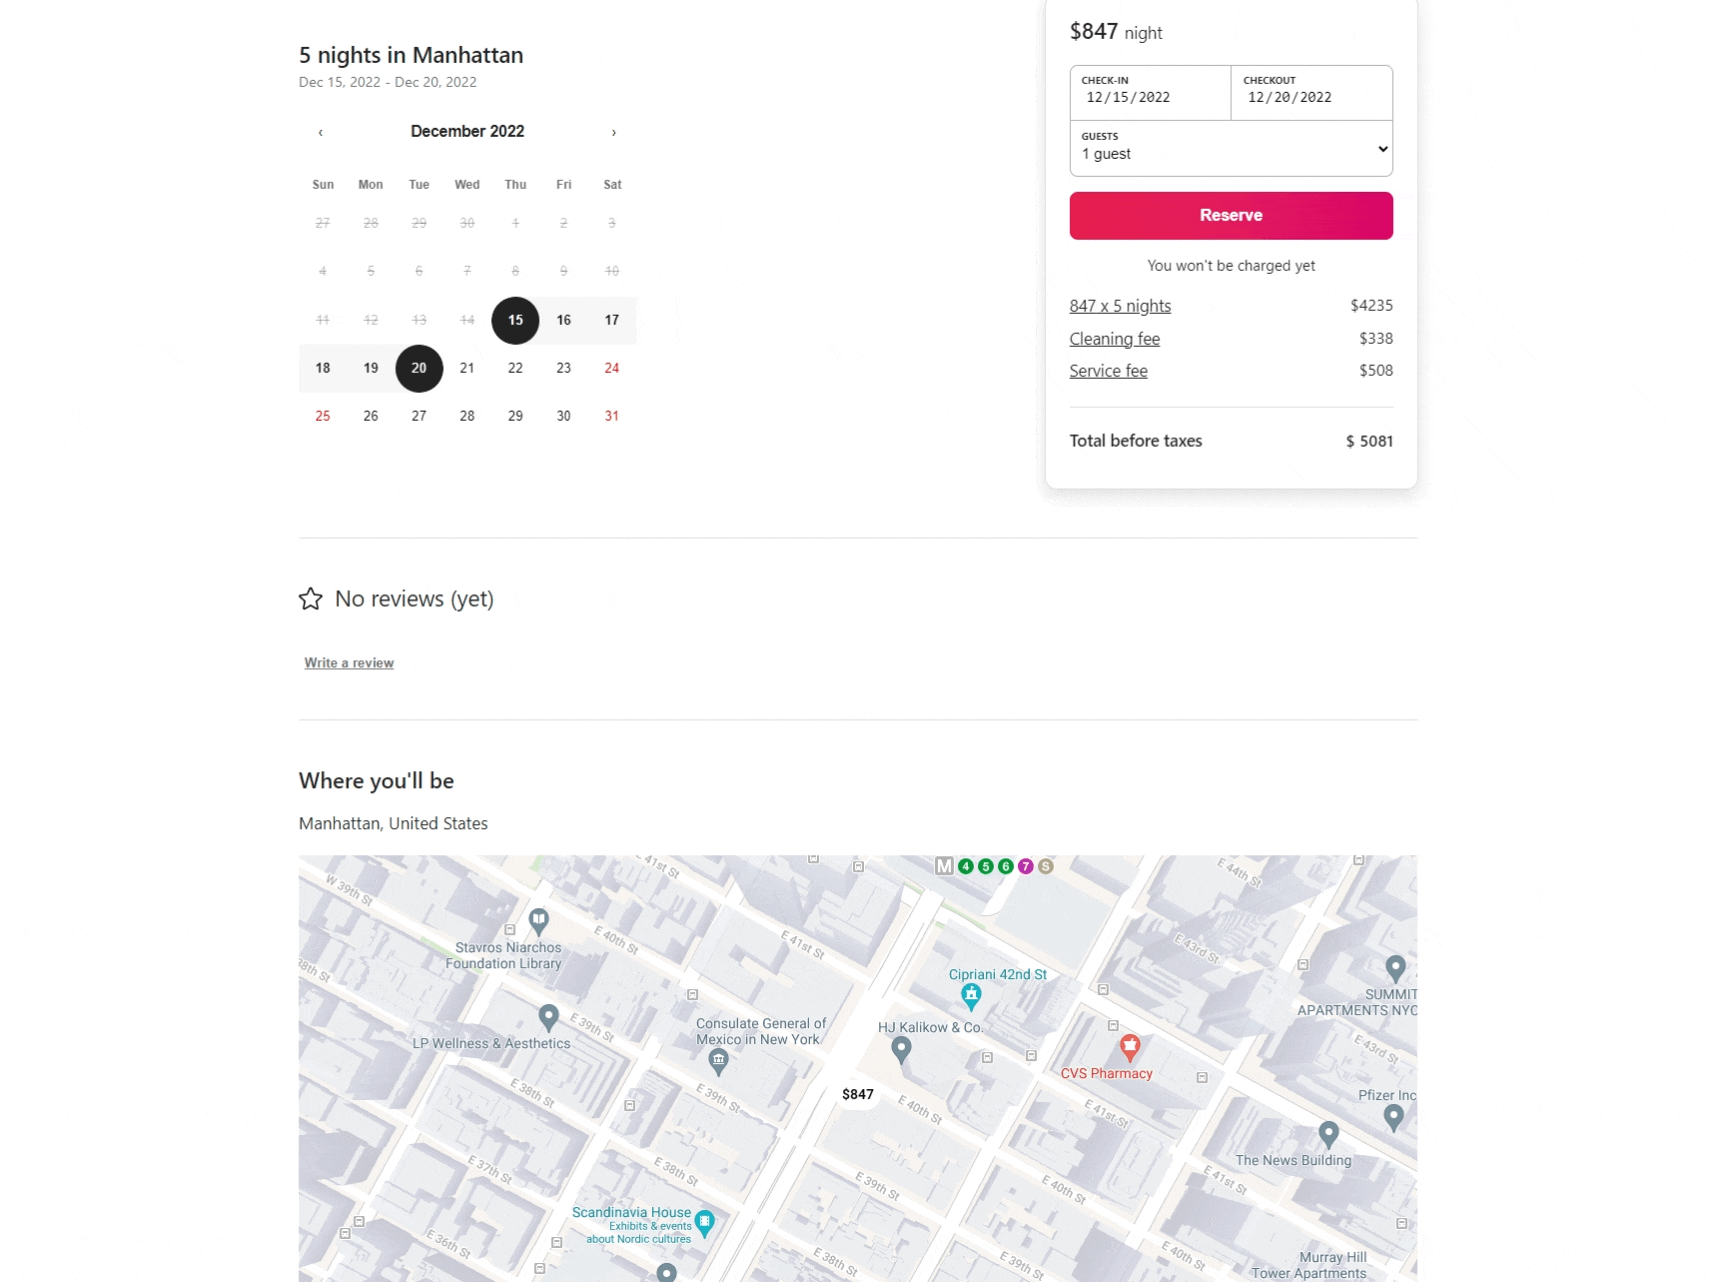 5 nights in Manhattan
Dec 15, 2022 - Dec 20, 2022
‹ December 2022 ›
Sun Mon Tue Wed Thu Fri Sat
27 28 29 30 1 2 3
4 5 6 7 8 9 10
11 12 13 14 15 16 17
18 19 20 21 22 23 24
25 26 27 28 29 30 31
$847 night
CHECK-IN CHECKOUT
12/15/2022 12/20/2022
GUESTS
1 guest
Reserve
You won't be charged yet
847 x 5 nights $4235
Cleaning fee $338
Service fee $508
Total before taxes $ 5081
No reviews (yet)
Write a review
Where you'll be
Manhattan, United States
41st St
M 4 5 6 7 S
E 44th St
W 39th St
Stavros Niarchos
Foundation Library
E 40th St
E 41st St
E 43rd St
38th St
Cipriani 42nd St
SUMMIT
APARTMENTS NYC
E 39th St
Consulate General of
Mexico in New York
HJ Kalikow & Co.
LP Wellness & Aesthetics
E 43rd St
CVS Pharmacy
E 38th St
E 39th St
$847
E 40th St
E 41st St
Pfizer Inc
The News Building
E 37th St
E 38th St
E 39th St
E 40th St
E 41st St
Scandinavia House
Exhibits & events
about Nordic cultures
E 36th St
E 38th St
E 39th St
E 40th St
Murray Hill
Tower Apartments